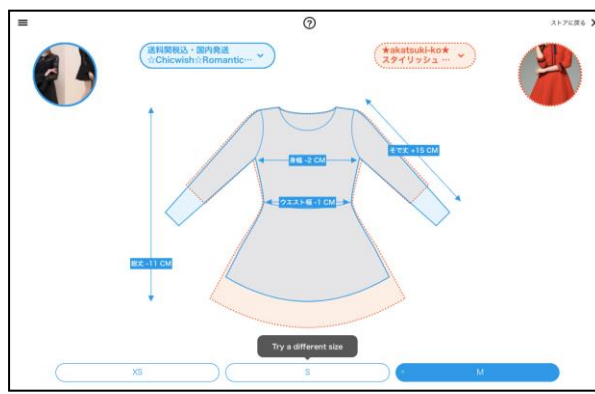 ストアに戻る
送料関税込・国内発送
☆Chicwish☆Romantic…
★akatsuki-ko★
スタイリッシュ …
そで丈 +15 CM
身幅 -2 CM
ウエスト幅 -1 CM
総丈 -11 CM
Try a different size
XS
S
M